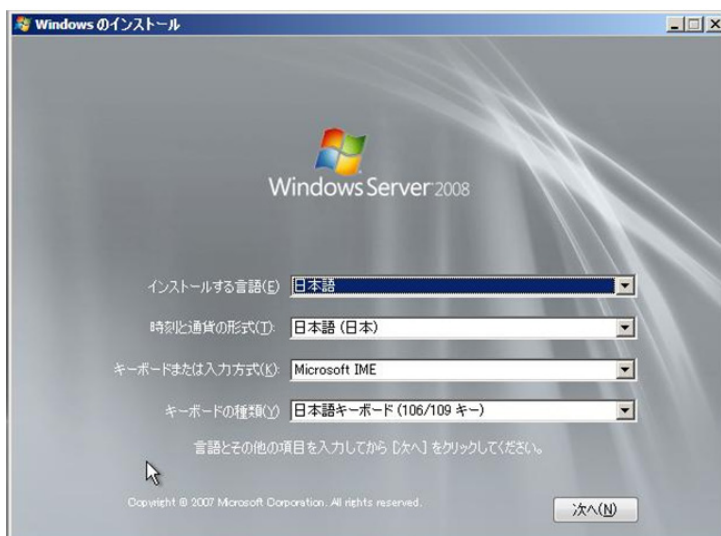 Windows のインストール
Windows Server 2008
インストールする言語(E) 日本語
時刻と通貨の形式(T): 日本語 (日本)
キーボードまたは入力方式(K): Microsoft IME
キーボードの種類(Y) 日本語キーボード (106/109 キー)
言語とその他の項目を入力してから [次へ] をクリックしてください。
Copyright © 2007 Microsoft Corporation. All rights reserved.
次へ(N)